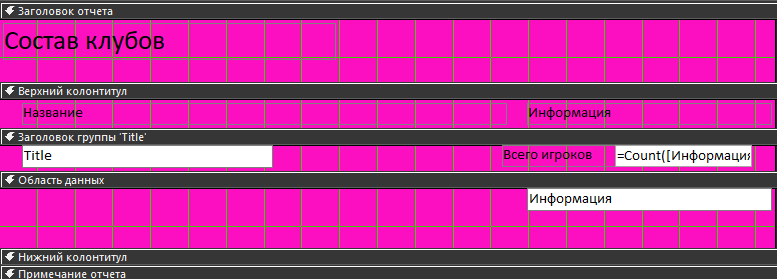 Заголовок отчета
Состав клубов
Верхний колонтитул
Название Информация
Заголовок группы 'Title'
Title Всего игроков =Count([Информация
Область данных
Информация
Нижний колонтитул
Примечание отчета